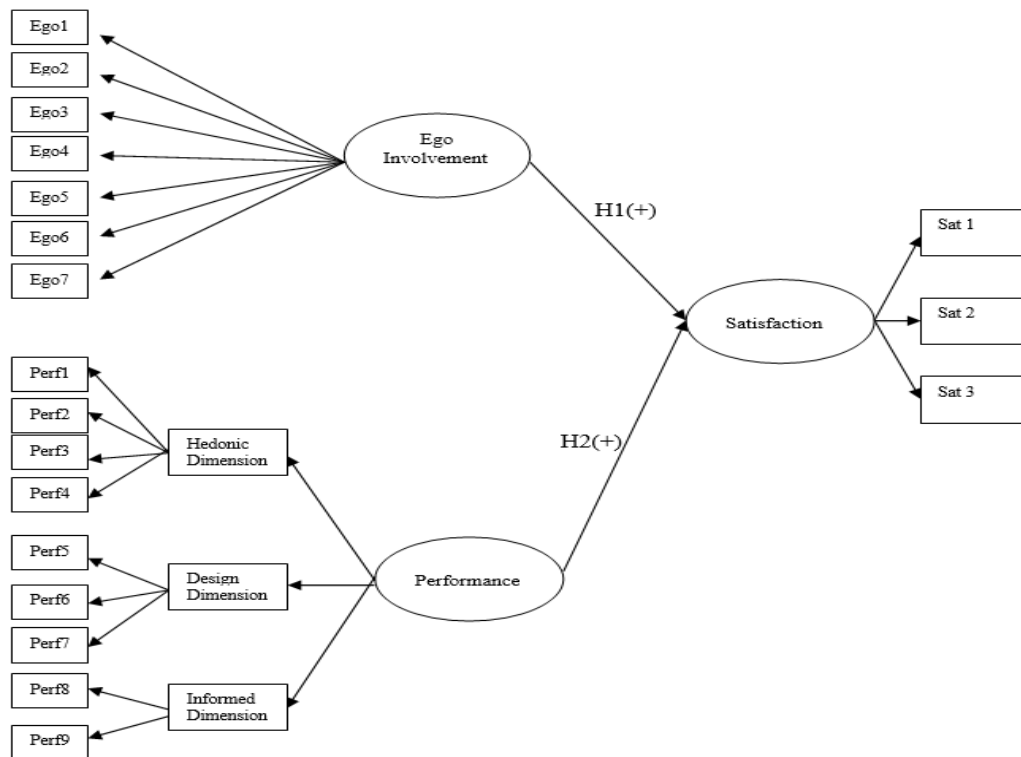 Ego1
Ego2
Ego3
Ego4
Ego5
Ego6
Ego7
Ego
Involvement
H1(+)
Satisfaction
Sat 1
Sat 2
Sat 3
Perf1
Perf2
Perf3
Perf4
Hedonic
Dimension
H2(+)
Perf5
Perf6
Perf7
Design
Dimension
Performance
Perf8
Perf9
Informed
Dimension